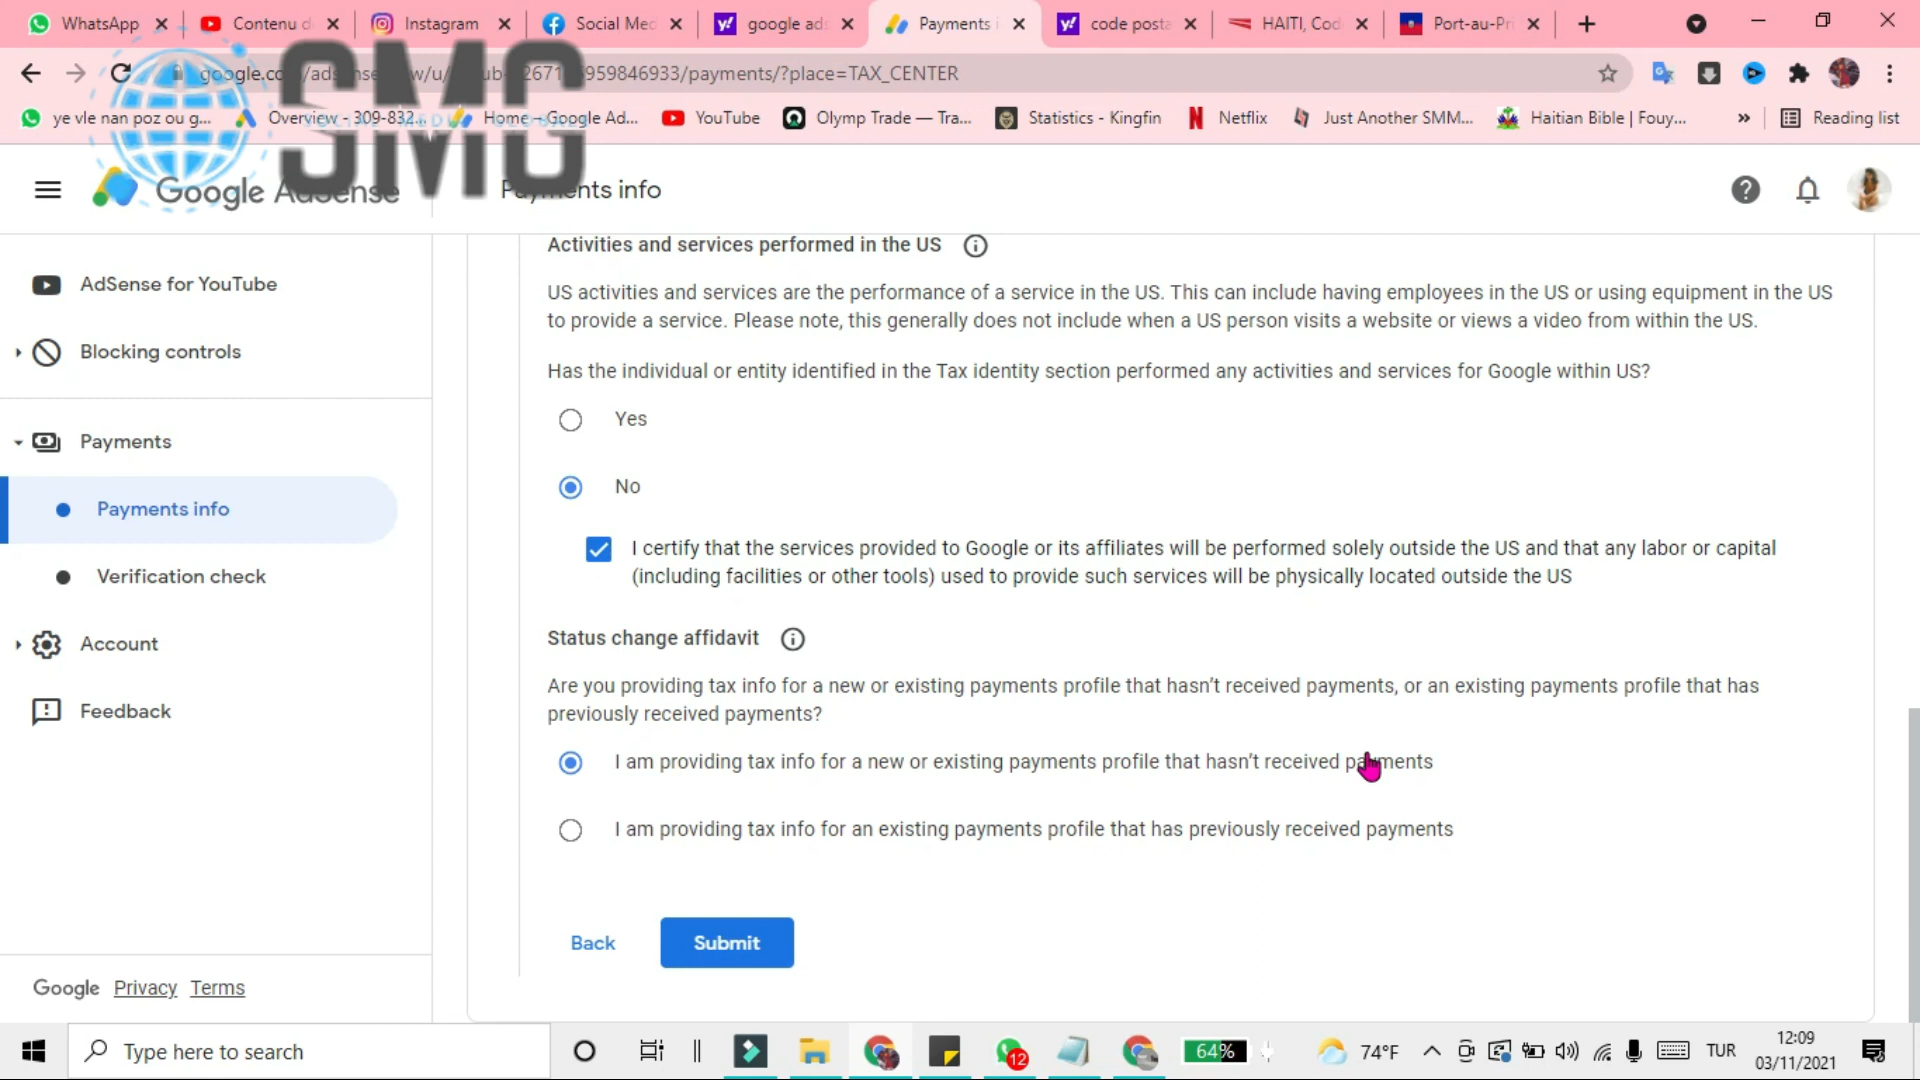 WhatsApp
Contenu d
Instagram
Social Me
google ads
Payments i
code posta
HAITI, Cod
Port-au-Pri
959846933/payments/?place=TAX_CENTER
SMG
ye vle nan poz ou g...
Overview - 309-832...
Home - Google Ad...
YouTube
Olymp Trade — Tra...
Statistics - Kingfin
Netflix
Just Another SMM...
Haitian Bible | Fouy...
»
Reading list
Google AdSense
Payments info
AdSense for YouTube
Blocking controls
Payments
Payments info
Verification check
Account
Feedback
Google Privacy Terms
Activities and services performed in the US
US activities and services are the performance of a service in the US. This can include having employees in the US or using equipment in the US
to provide a service. Please note, this generally does not include when a US person visits a website or views a video from within the US.
Has the individual or entity identified in the Tax identity section performed any activities and services for Google within US?
Yes
No
I certify that the services provided to Google or its affiliates will be performed solely outside the US and that any labor or capital
(including facilities or other tools) used to provide such services will be physically located outside the US
Status change affidavit
Are you providing tax info for a new or existing payments profile that hasn't received payments, or an existing payments profile that has
previously received payments?
I am providing tax info for a new or existing payments profile that hasn't received payments
I am providing tax info for an existing payments profile that has previously received payments
Back
Submit
Type here to search
12
64%
74°F
TUR
12:09
03/11/2021